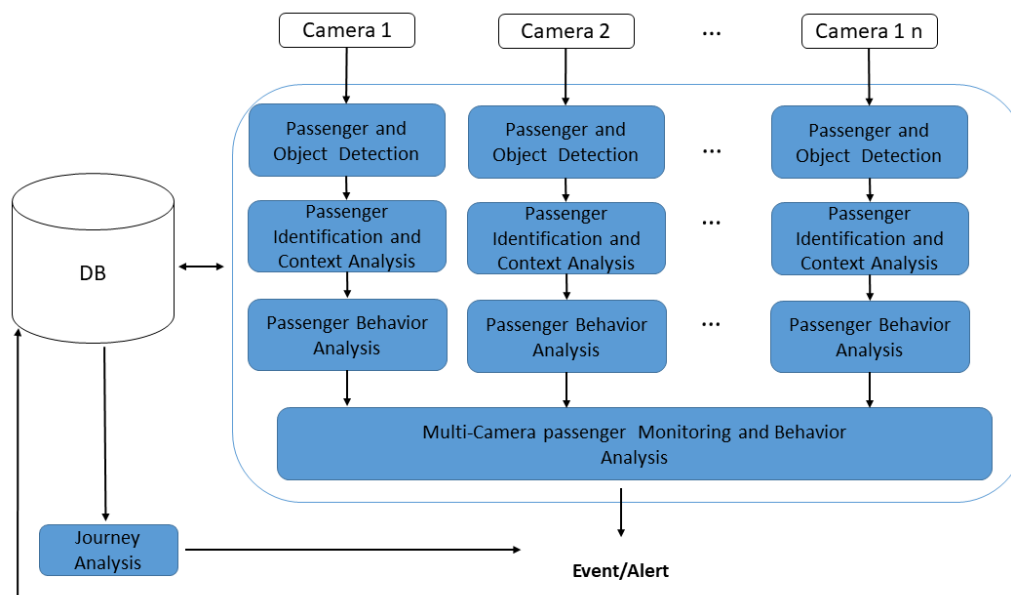 Camera 1
Camera 2
...
Camera 1 n
Passenger and
Object Detection
Passenger and
Object Detection
...
Passenger and
Object Detection
Passenger
Identification and
Context Analysis
Passenger
Identification and
Context Analysis
...
Passenger
Identification and
Context Analysis
DB
Passenger Behavior
Analysis
Passenger Behavior
Analysis
...
Passenger Behavior
Analysis
Multi-Camera passenger Monitoring and Behavior
Analysis
Journey
Analysis
Event/Alert